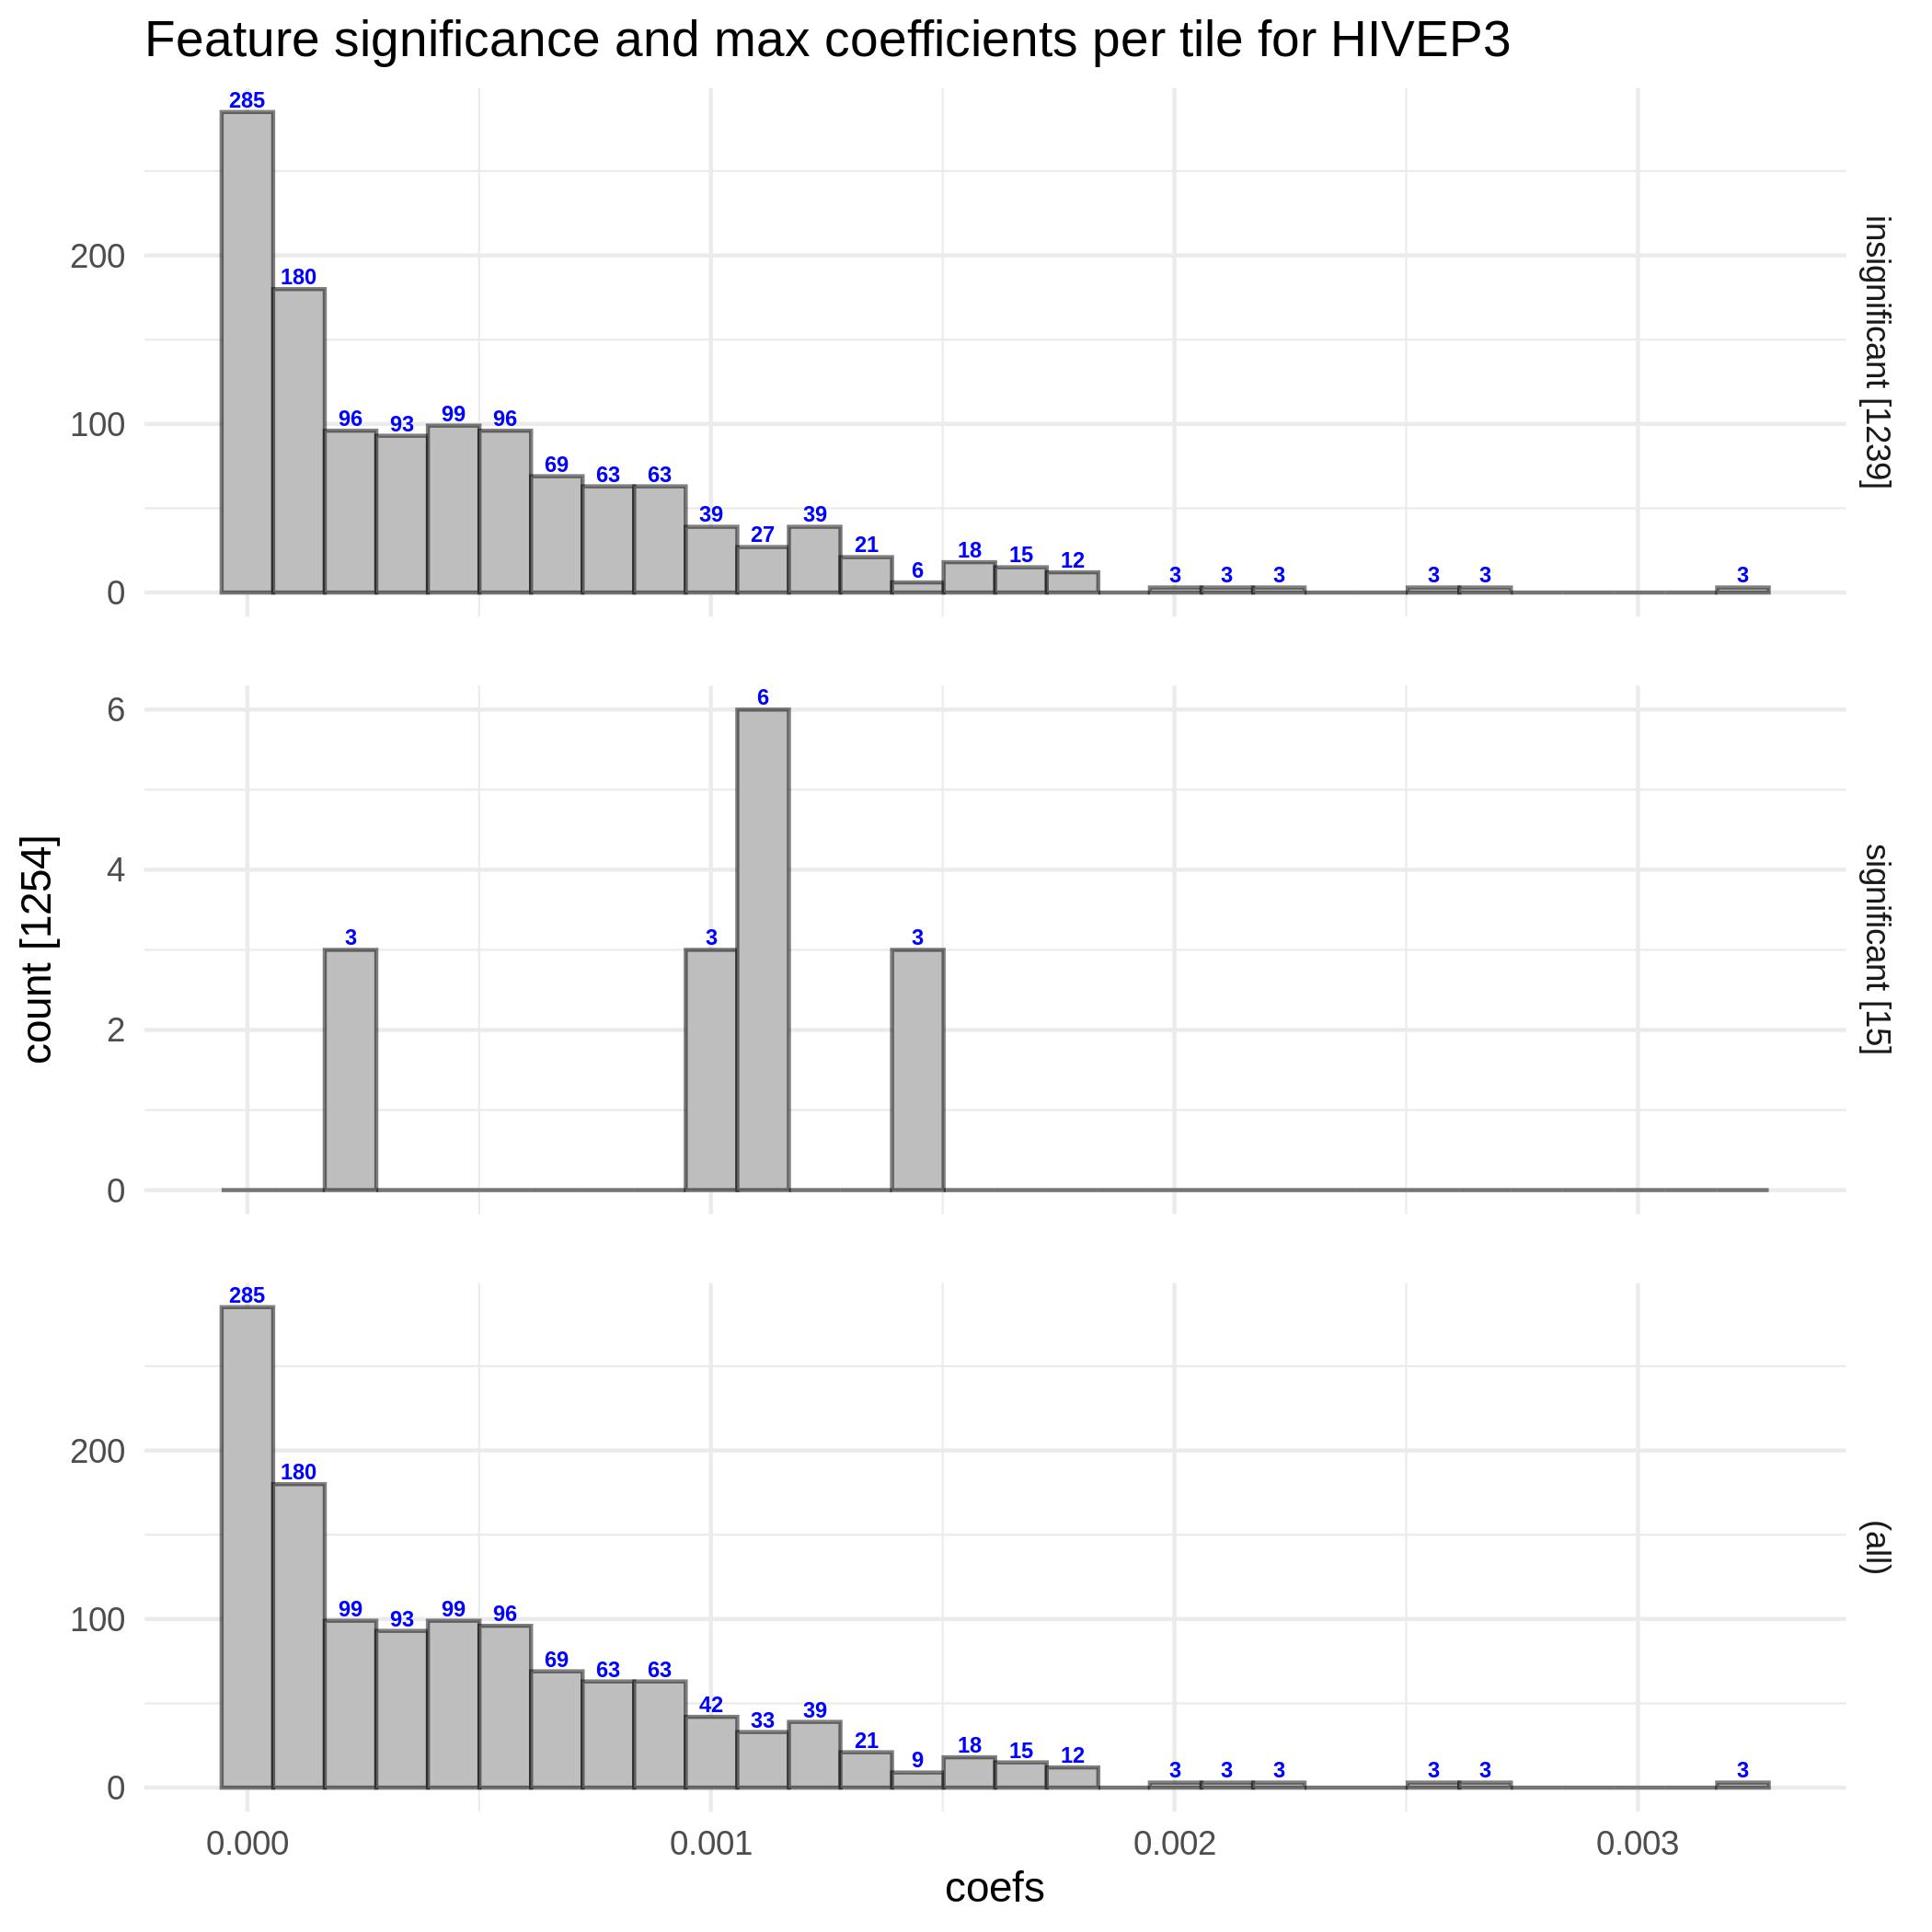 Feature significance and max coefficients per tile for HIVEP3
285
180
96 93 99 96
69 63 63
39 27 39
21 6 18 15 12
3 3 3 3 3 3
200
100
0
insignificant [1239]
6
3 3 3
6
4
2
0
significant [15]
count [1254]
285
180
99 93 99 96
69 63 63
42 33 39
21 9 18 15 12
3 3 3 3 3 3
200
100
0
(all)
0.000 0.001 0.002 0.003
coefs